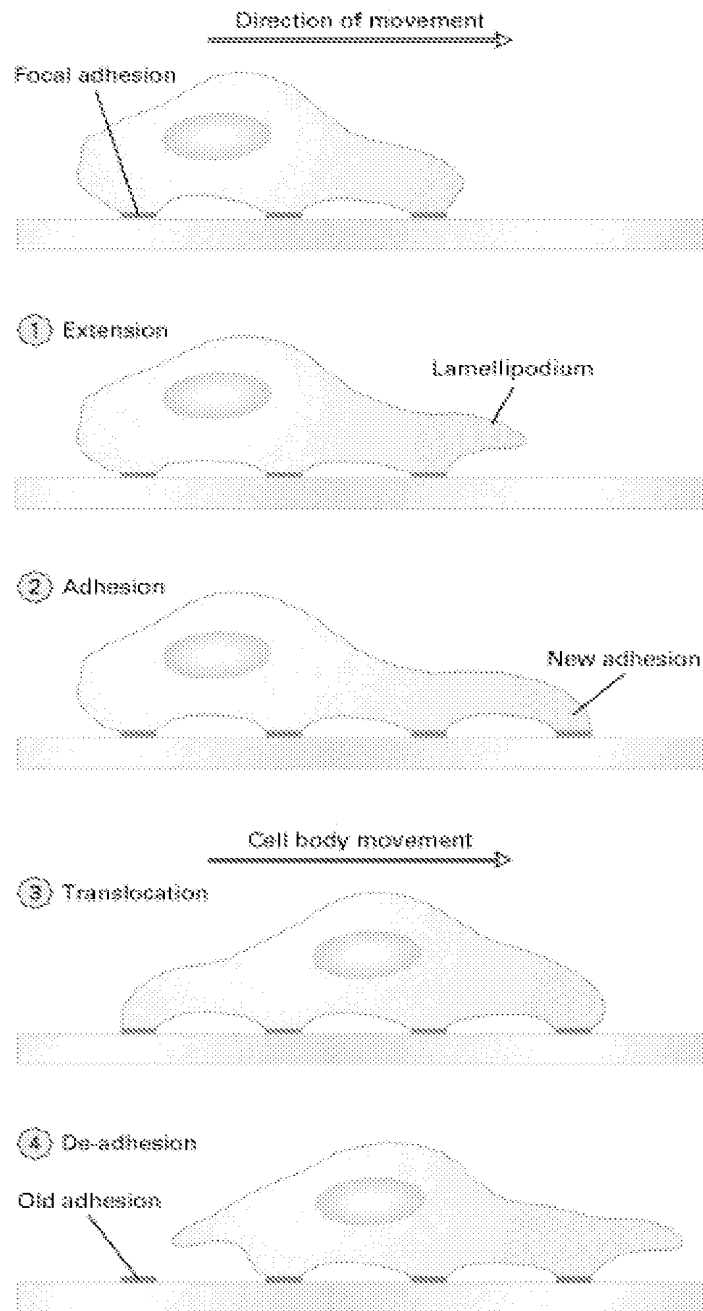 Direction of movement
Focal adhesion
1 Extension
Lamellipodium
2 Adhesion
New adhesion
Cell body movement
3 Translocation
4 De-adhesion
Old adhesion